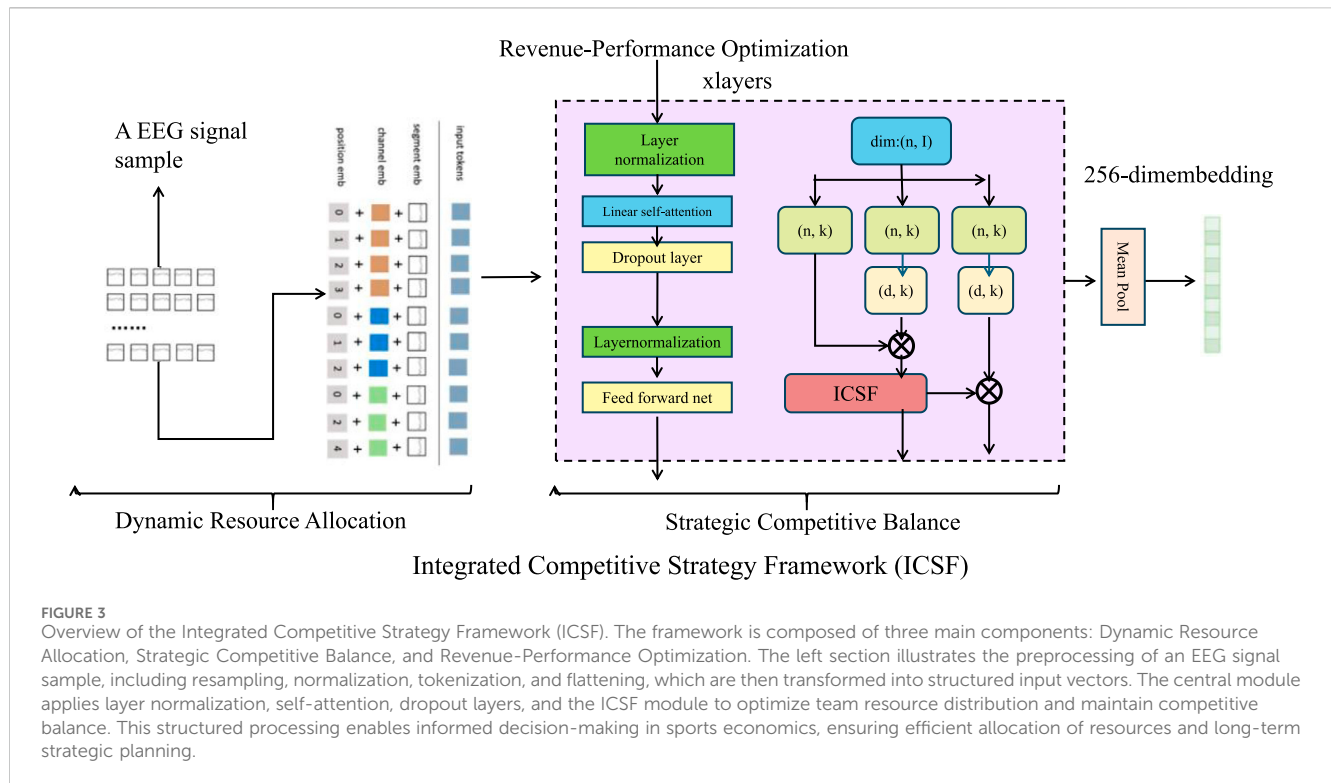 Revenue-Performance Optimization
xlayers
A EEG signal
sample
position emb
channel emb
segment emb
input tokens
0 + +
1 + +
2 + +
3 + +
0 + +
1 + +
2 + +
0 + +
2 + +
4 + +
......
Layer
normalization
Linear self-attention
Dropout layer
Layernormalization
Feed forward net
dim:(n, I)
(n, k)
(n, k)
(n, k)
(d, k)
(d, k)
ICSF
256-dimembedding
Mean Pool
Dynamic Resource Allocation
Strategic Competitive Balance
Integrated Competitive Strategy Framework (ICSF)
FIGURE 3
Overview of the Integrated Competitive Strategy Framework (ICSF). The framework is composed of three main components: Dynamic Resource
Allocation, Strategic Competitive Balance, and Revenue-Performance Optimization. The left section illustrates the preprocessing of an EEG signal
sample, including resampling, normalization, tokenization, and flattening, which are then transformed into structured input vectors. The central module
applies layer normalization, self-attention, dropout layers, and the ICSF module to optimize team resource distribution and maintain competitive
balance. This structured processing enables informed decision-making in sports economics, ensuring efficient allocation of resources and long-term
strategic planning.